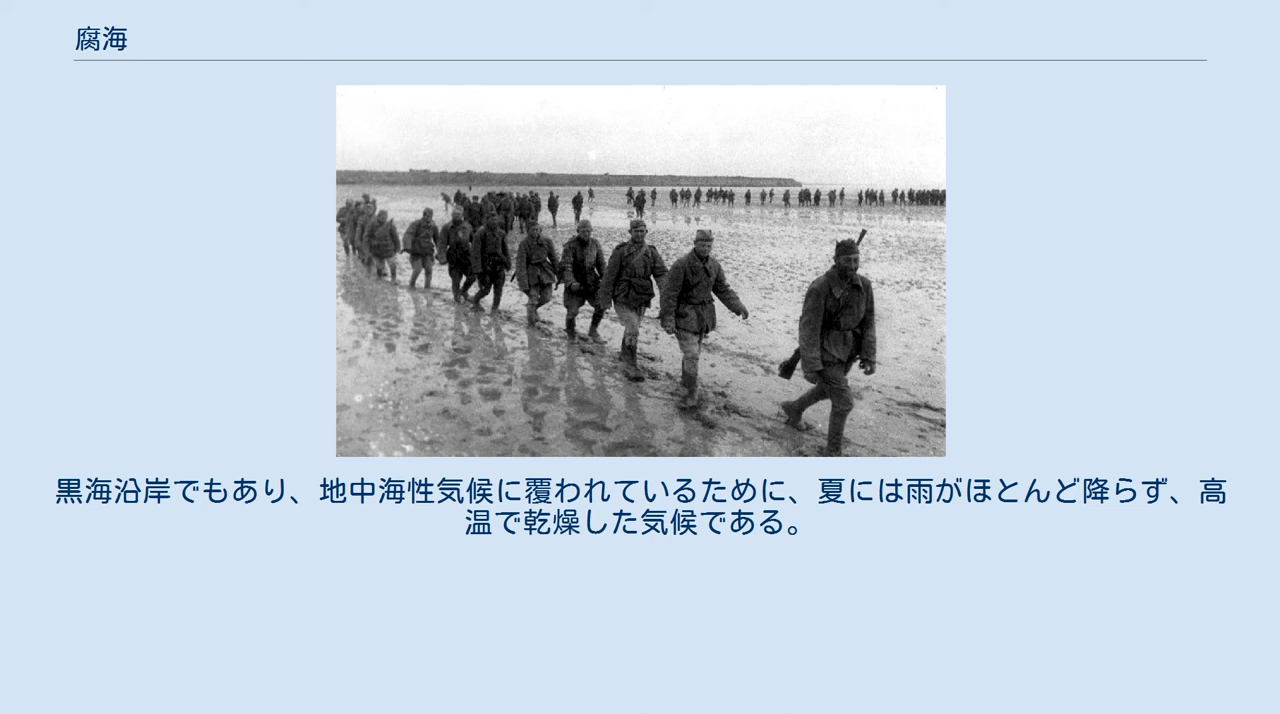 腐海
黒海沿岸でもあり、地中海性気候に覆われているために、夏には雨がほとんど降らず、高
温で乾燥した気候である。